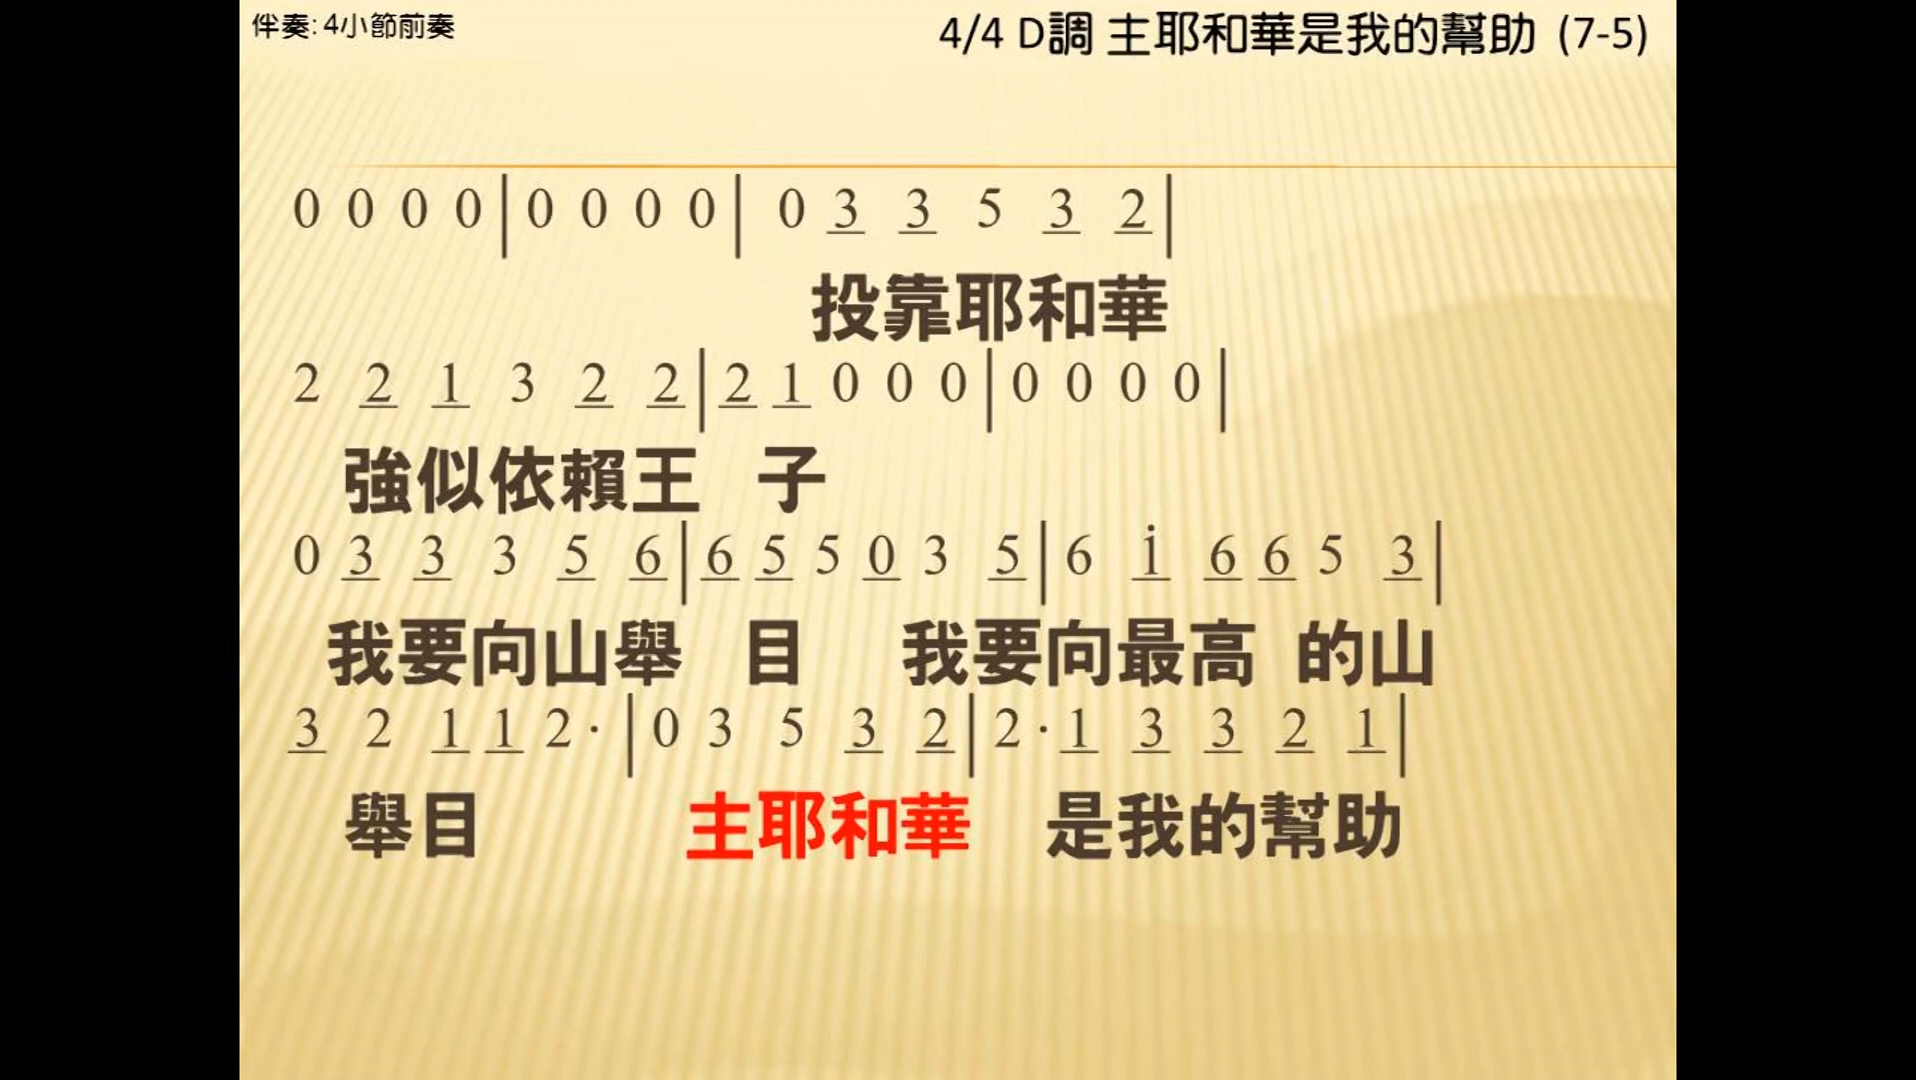 伴奏: 4小節前奏
4/4 D調 主耶和華是我的幫助 (7-5)
0 0 0 0 | 0 0 0 0 | 0 3 3 5 3 2 |
投靠耶和華
2 2 1 3 2 2 | 2 1 0 0 0 | 0 0 0 0 |
強似依賴王 子
0 3 3 3 5 6 | 6 5 5 0 3 5 | 6 i 6 6 5 3 |
我要向山舉 目 我要向最高 的山
3 2 1 1 2· | 0 3 5 3 2 | 2·1 3 3 2 1 |
舉目 主耶和華 是我的幫助